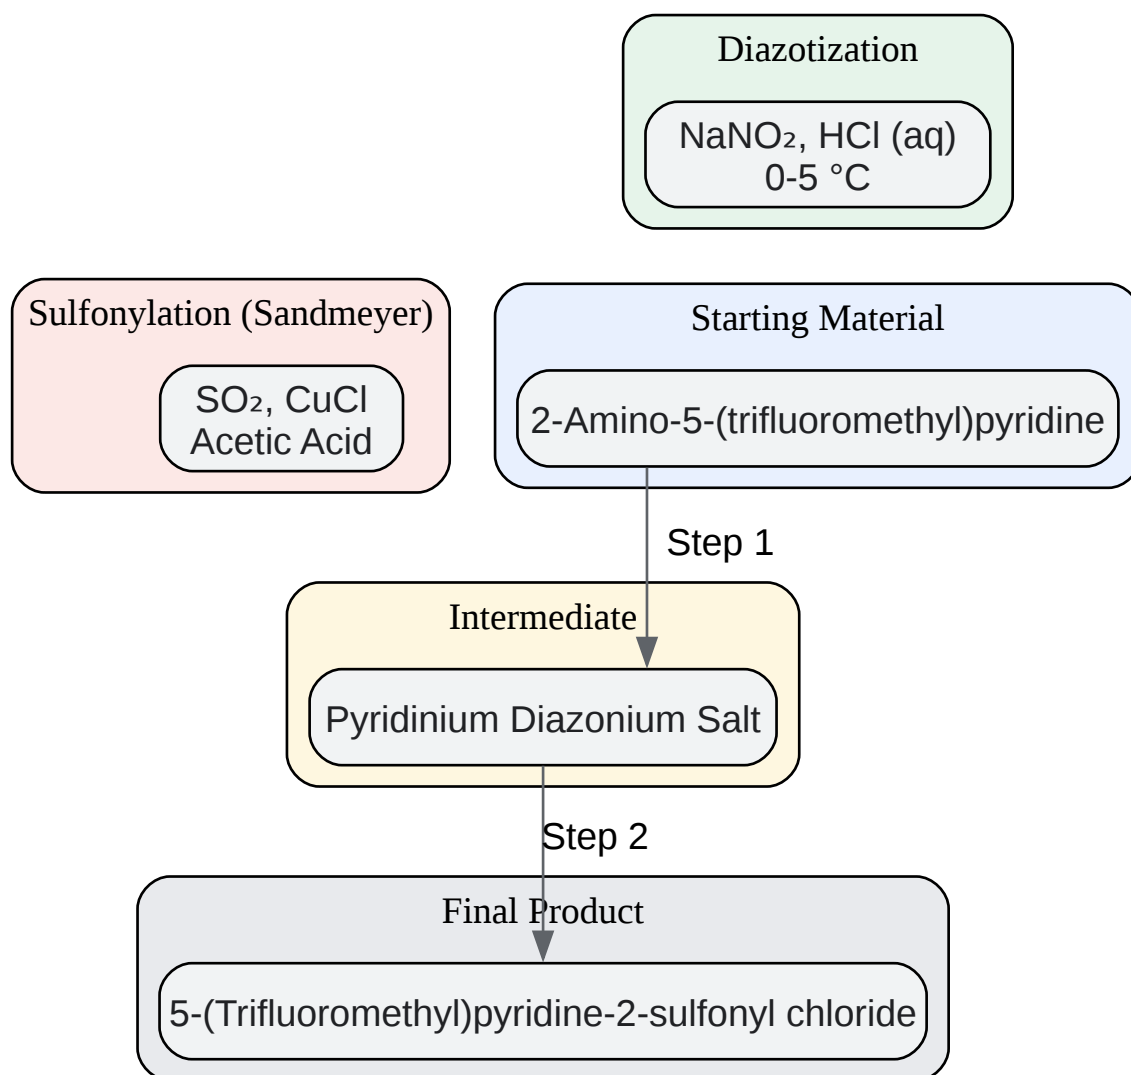 Diazotization
NaNO₂, HCl (aq)
0-5 °C
Sulfonylation (Sandmeyer)
SO₂, CuCl
Acetic Acid
Starting Material
2-Amino-5-(trifluoromethyl)pyridine
Step 1
Intermediate
Pyridinium Diazonium Salt
Step 2
Final Product
5-(Trifluoromethyl)pyridine-2-sulfonyl chloride